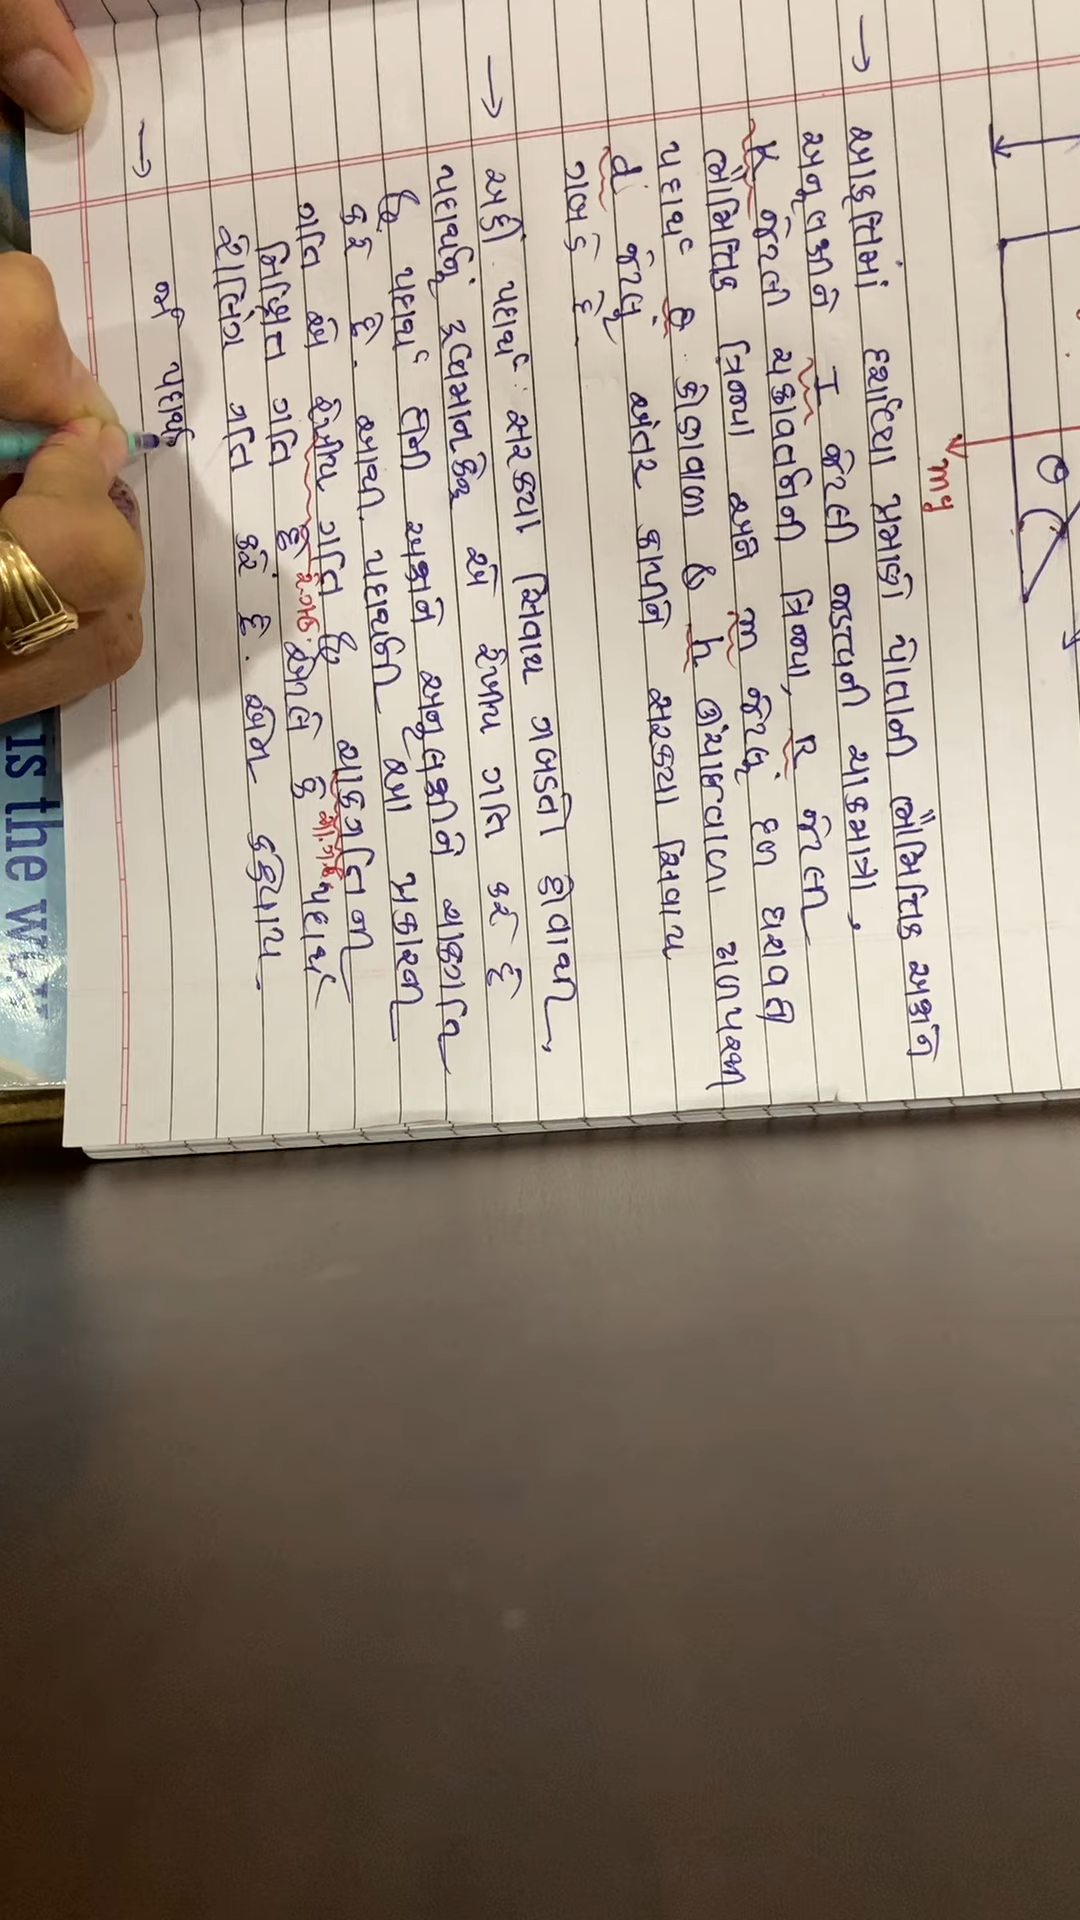 mg
θ
→ આકૃતિમાં દર્શાવ્યા પ્રમાણે પોતાની ભૌમિતિક અક્ષને
અનુલક્ષીને I જેટલી જડત્વની ચાકમાત્રા,
K જેટલી ચક્રાવર્તનની ત્રિજ્યા, R જેટલી
ભૌમિતિક ત્રિજ્યા અને m જેટલું દળ ધરાવતો
પદાર્થ θ કોણવાળા h ઊંચાઈવાળા ઢાળ પરથી
d જેટલું અંતર કાપીને સરક્યા સિવાય
ગબડે છે
→ અહીં પદાર્થ સરક્યા સિવાય ગબડતો હોવાથી,
પદાર્થનું દ્રવ્યમાનકેન્દ્ર એ રેખીય ગતિ કરે છે
પદાર્થ તેની અક્ષને અનુલક્ષીને ચાકગતિ
કરે છે. આથી પદાર્થની આ પ્રકારની
ગતિ એ રેખીય ગતિ ચાકગતિની
મિશ્રિત ગતિ છે એટલે કે પદાર્થ
રોલિંગ ગતિ કરે છે. એમ કહેવાય
→ જો પદાર્થ
IS the w